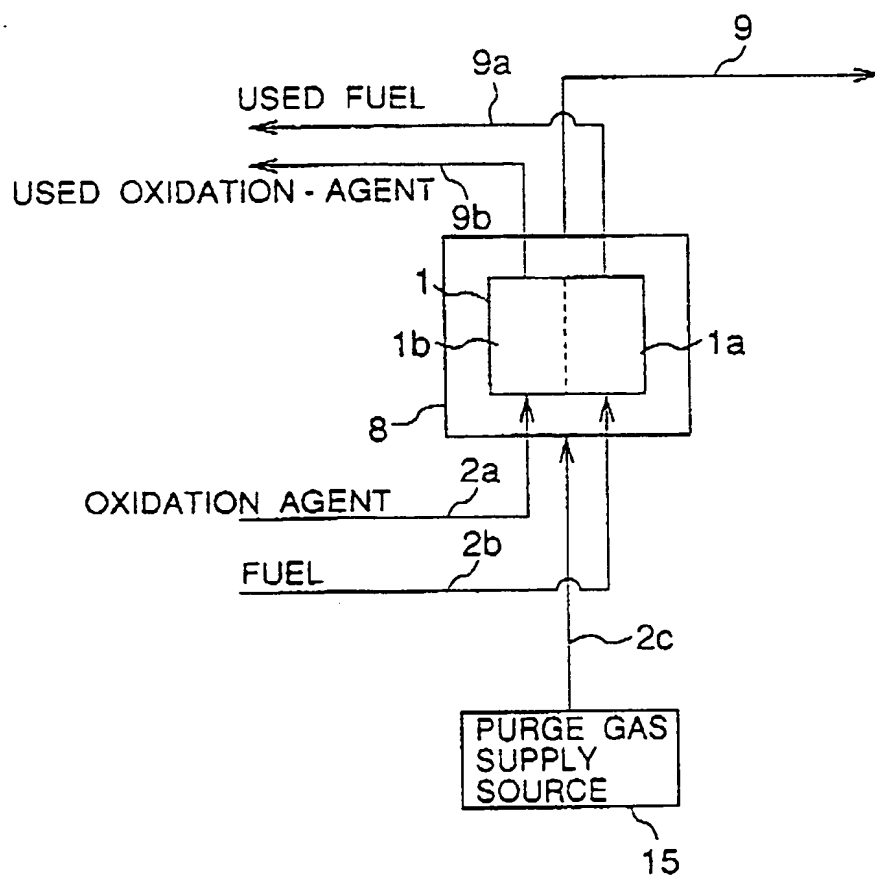 9
9a
USED FUEL
USED OXIDATION - AGENT
9b
1
1b
1a
8
2a
OXIDATION AGENT
2b
FUEL
2c
PURGE GAS
SUPPLY
SOURCE
15